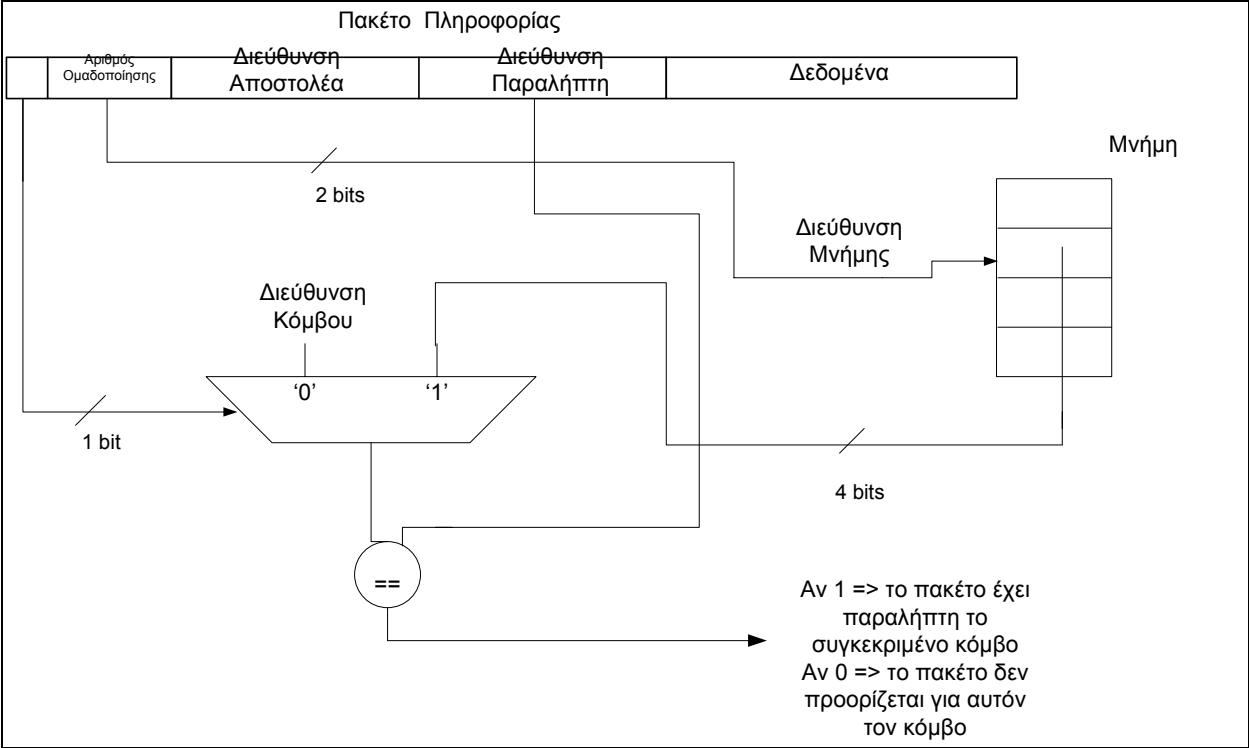 Πακέτο Πληροφορίας
Αριθμός
Ομαδοποίησης
Διεύθυνση
Αποστολέα
Διεύθυνση
Παραλήπτη
Δεδομένα
Μνήμη
2 bits
Διεύθυνση
Μνήμης
Διεύθυνση
Κόμβου
‘0’
‘1’
1 bit
4 bits
==
Αν 1 => το πακέτο έχει
παραλήπτη το
συγκεκριμένο κόμβο
Αν 0 => το πακέτο δεν
προορίζεται για αυτόν
τον κόμβο